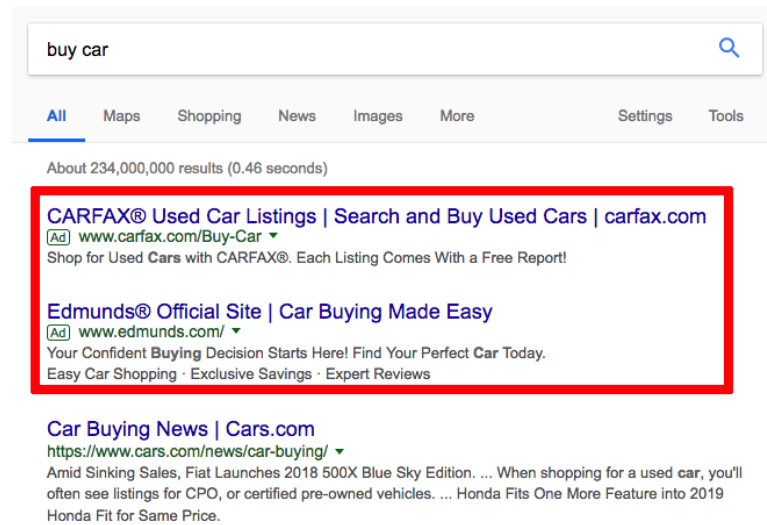 buy car
All Maps Shopping News Images More Settings Tools
About 234,000,000 results (0.46 seconds)
CARFAX® Used Car Listings | Search and Buy Used Cars | carfax.com
Ad www.carfax.com/Buy-Car
Shop for Used Cars with CARFAX®. Each Listing Comes With a Free Report!
Edmunds® Official Site | Car Buying Made Easy
Ad www.edmunds.com/
Your Confident Buying Decision Starts Here! Find Your Perfect Car Today.
Easy Car Shopping · Exclusive Savings · Expert Reviews
Car Buying News | Cars.com
https://www.cars.com/news/car-buying/
Amid Sinking Sales, Fiat Launches 2018 500X Blue Sky Edition. ... When shopping for a used car, you'll
often see listings for CPO, or certified pre-owned vehicles. ... Honda Fits One More Feature into 2019
Honda Fit for Same Price.